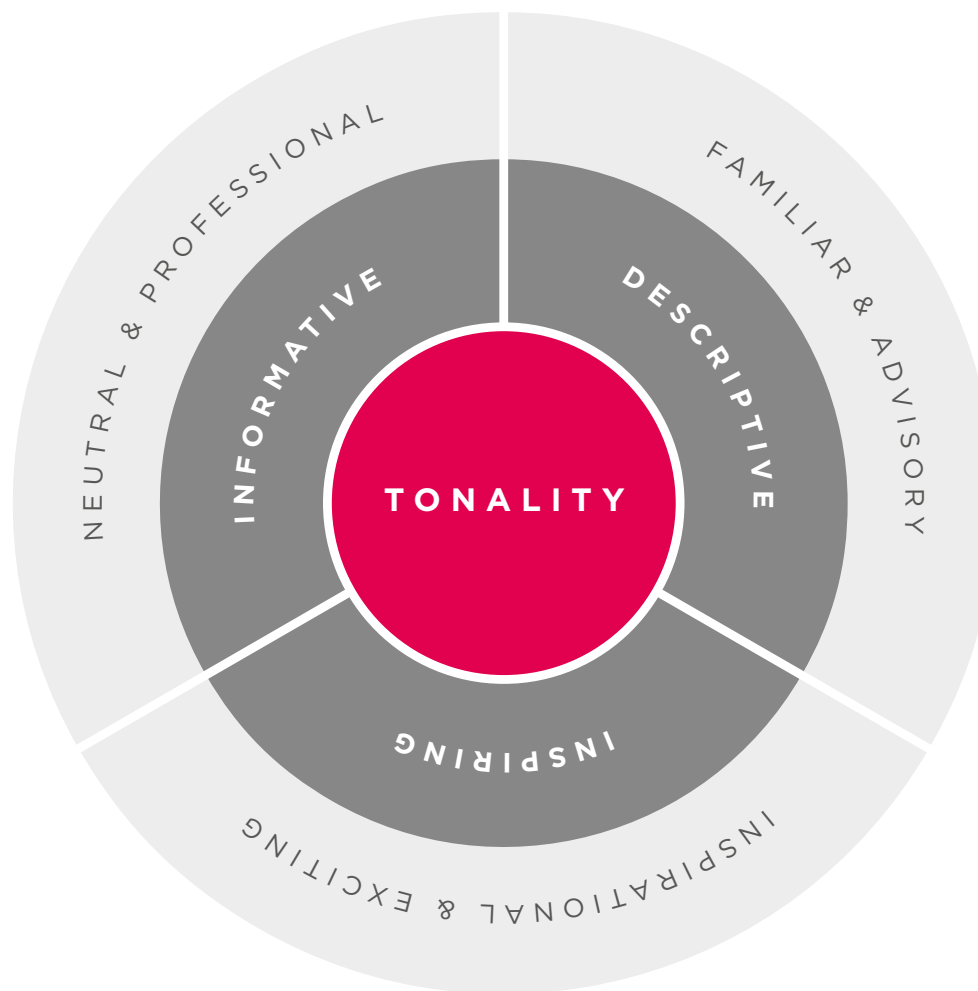 NEUTRAL & PROFESSIONAL
FAMILIAR & ADVISORY
INFORMATIVE
DESCRIPTIVE
TONALITY
INSPIRING
INSPIRATIONAL & EXCITING